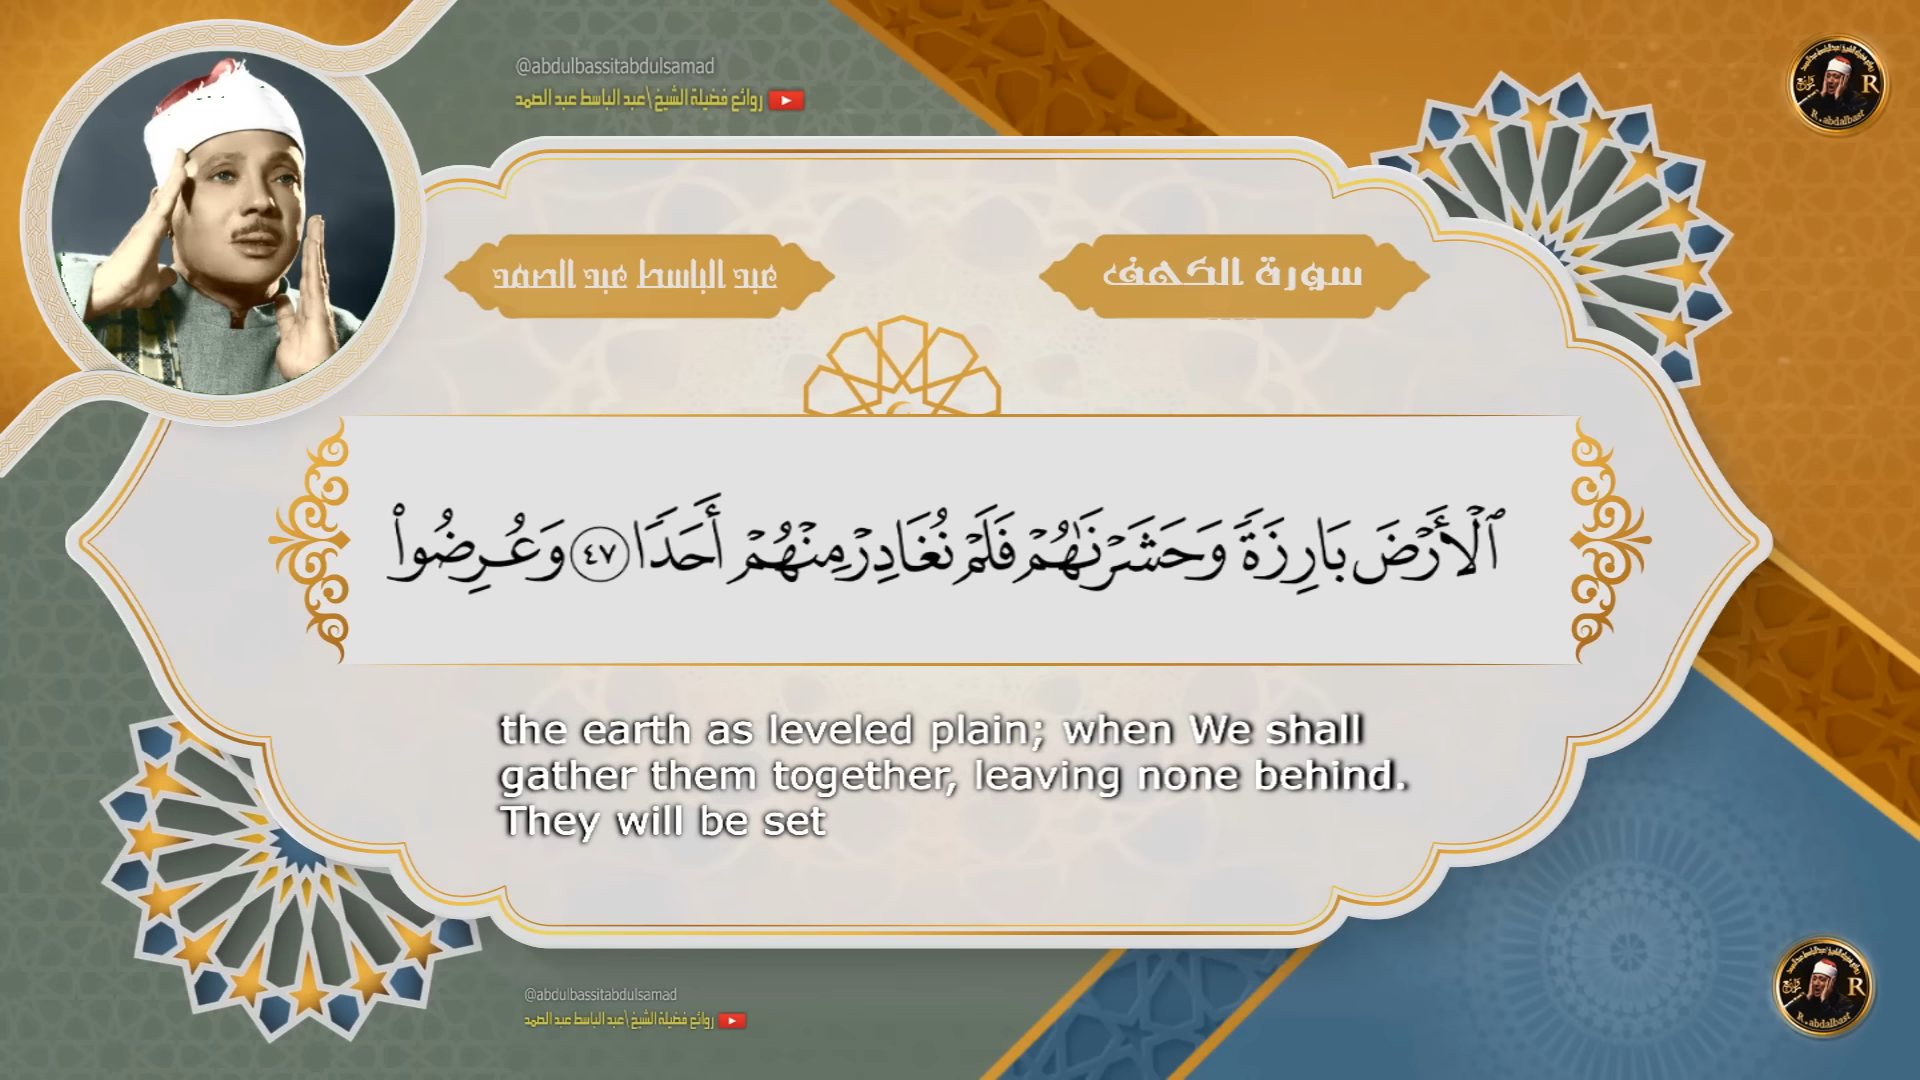 @abdulbassitabdulsamad
روائع فضيلة الشيخ \عبد الباسط عبد الصمد
سورة الكهف
عبد الباسط عبد الصمد
ٱلْأَرْضَ بَارِزَةً وَحَشَرْنَٰهُمْ فَلَمْ نُغَادِرْ مِنْهُمْ أَحَدًا ٤٧ وَعُرِضُوا۟
the earth as leveled plain; when We shall
gather them together, leaving none behind.
They will be set
@abdulbassitabdulsamad
روائع فضيلة الشيخ \عبد الباسط عبد الصمد
R
R.abdalbast
R
R.abdalbast